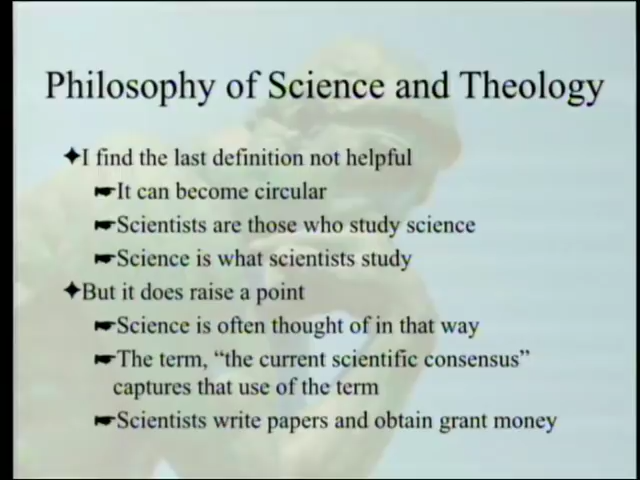 Philosophy of Science and Theology
✦I find the last definition not helpful
☛It can become circular
☛Scientists are those who study science
☛Science is what scientists study
✦But it does raise a point
☛Science is often thought of in that way
☛The term, “the current scientific consensus”
captures that use of the term
☛Scientists write papers and obtain grant money